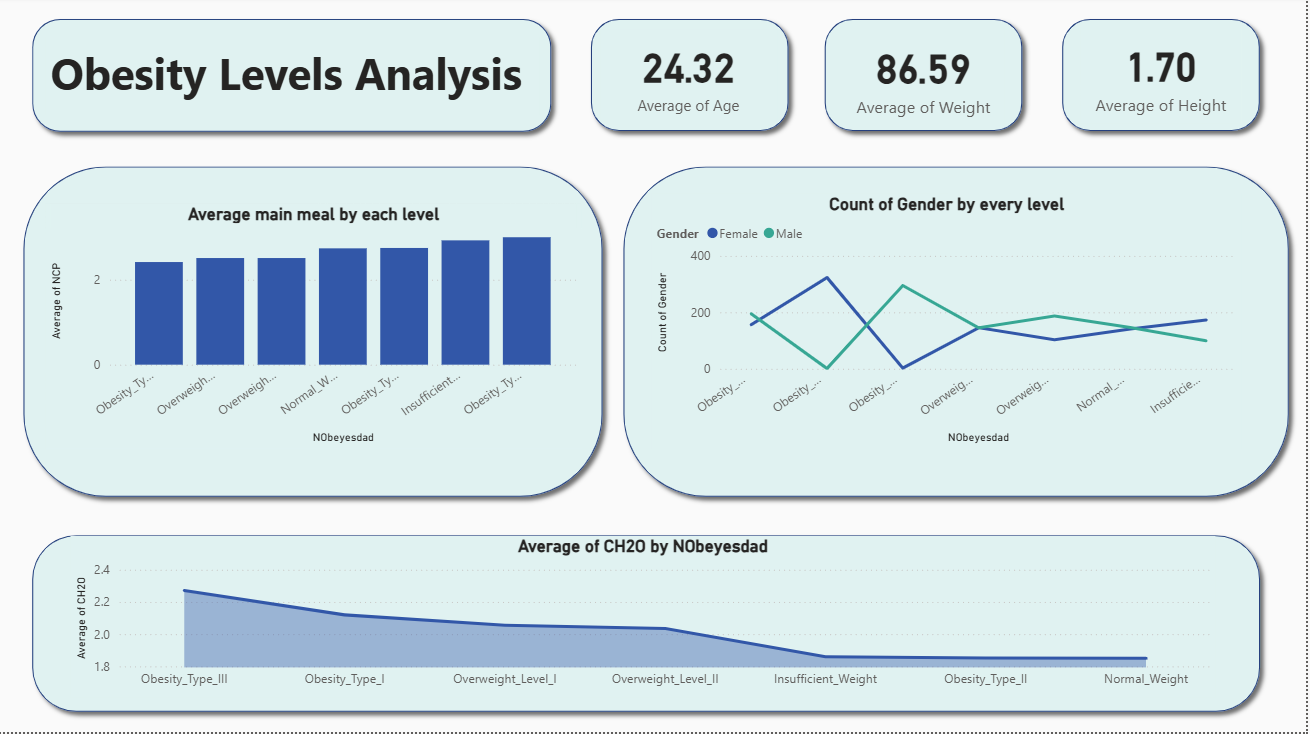 Obesity Levels Analysis
24.32
Average of Age
86.59
Average of Weight
1.70
Average of Height
Average main meal by each level
Average of NCP
2
0
Obesity_Ty...
Overweigh...
Overweigh...
Normal_W...
Obesity_Ty...
Insufficient...
Obesity_Ty...
NObeyesdad
Count of Gender by every level
Gender Female Male
Count of Gender
400
200
0
Obesity_...
Obesity_...
Obesity_...
Overweig...
Overweig...
Normal_...
Insufficie...
NObeyesdad
Average of CH2O by NObeyesdad
Average of CH2O
2.4
2.2
2.0
1.8
Obesity_Type_III
Obesity_Type_I
Overweight_Level_I
Overweight_Level_II
Insufficient_Weight
Obesity_Type_II
Normal_Weight